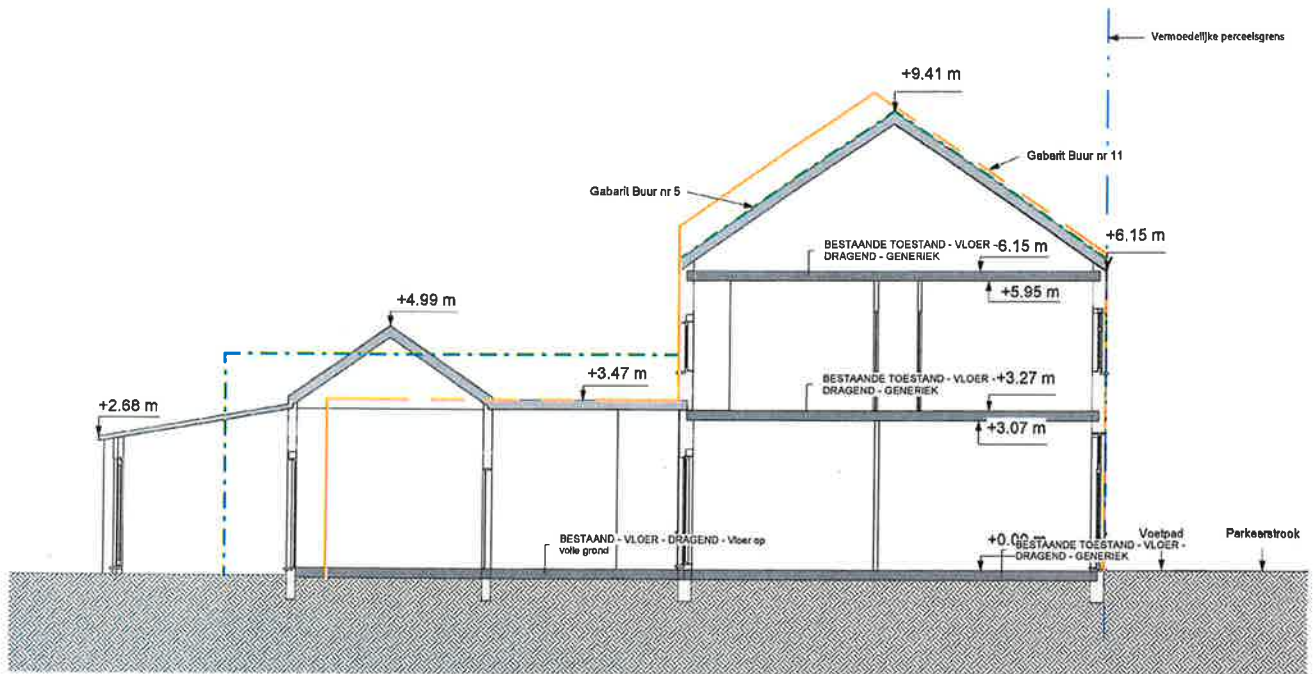 Vermoedelijke perceelsgrens
+9.41 m
Gabarit Buur nr 11
Gabarit Buur nr 5
+6.15 m
BESTAANDE TOESTAND - VLOER -
DRAGEND - GENERIEK
-6.15 m
+5.95 m
+4.99 m
+3.47 m
BESTAANDE TOESTAND - VLOER -
DRAGEND - GENERIEK
+3.27 m
+2.68 m
+3.07 m
BESTAAND - VLOER - DRAGEND - Vloer op
volle grond
+0.00 m
BESTAANDE TOESTAND - VLOER -
DRAGEND - GENERIEK
Voetpad
Parkeerstrook